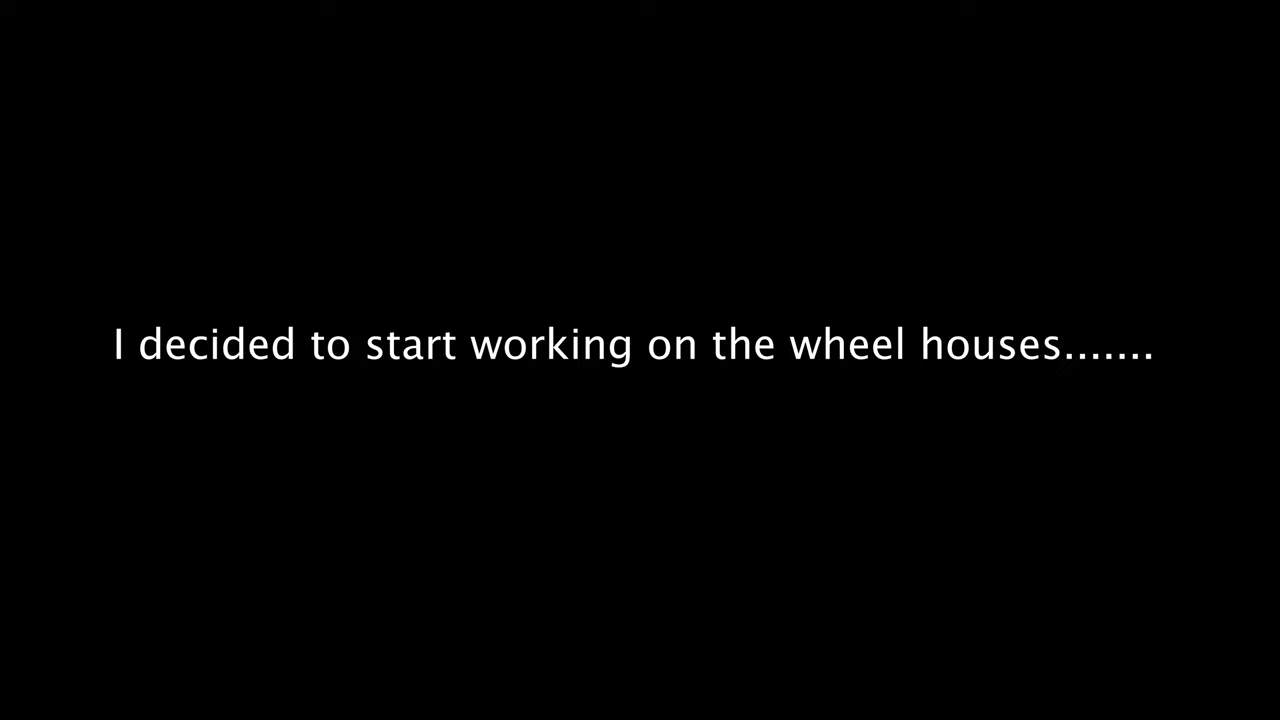 I decided to start working on the wheel houses.......